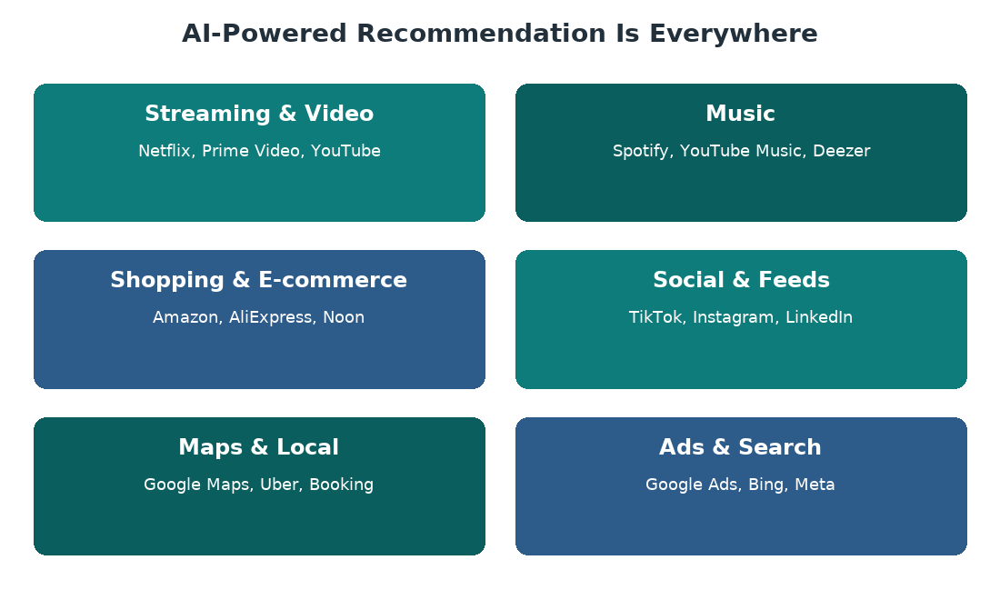 AI-Powered Recommendation Is Everywhere
Streaming & Video
Netflix, Prime Video, YouTube
Music
Spotify, YouTube Music, Deezer
Shopping & E-commerce
Amazon, AliExpress, Noon
Social & Feeds
TikTok, Instagram, LinkedIn
Maps & Local
Google Maps, Uber, Booking
Ads & Search
Google Ads, Bing, Meta